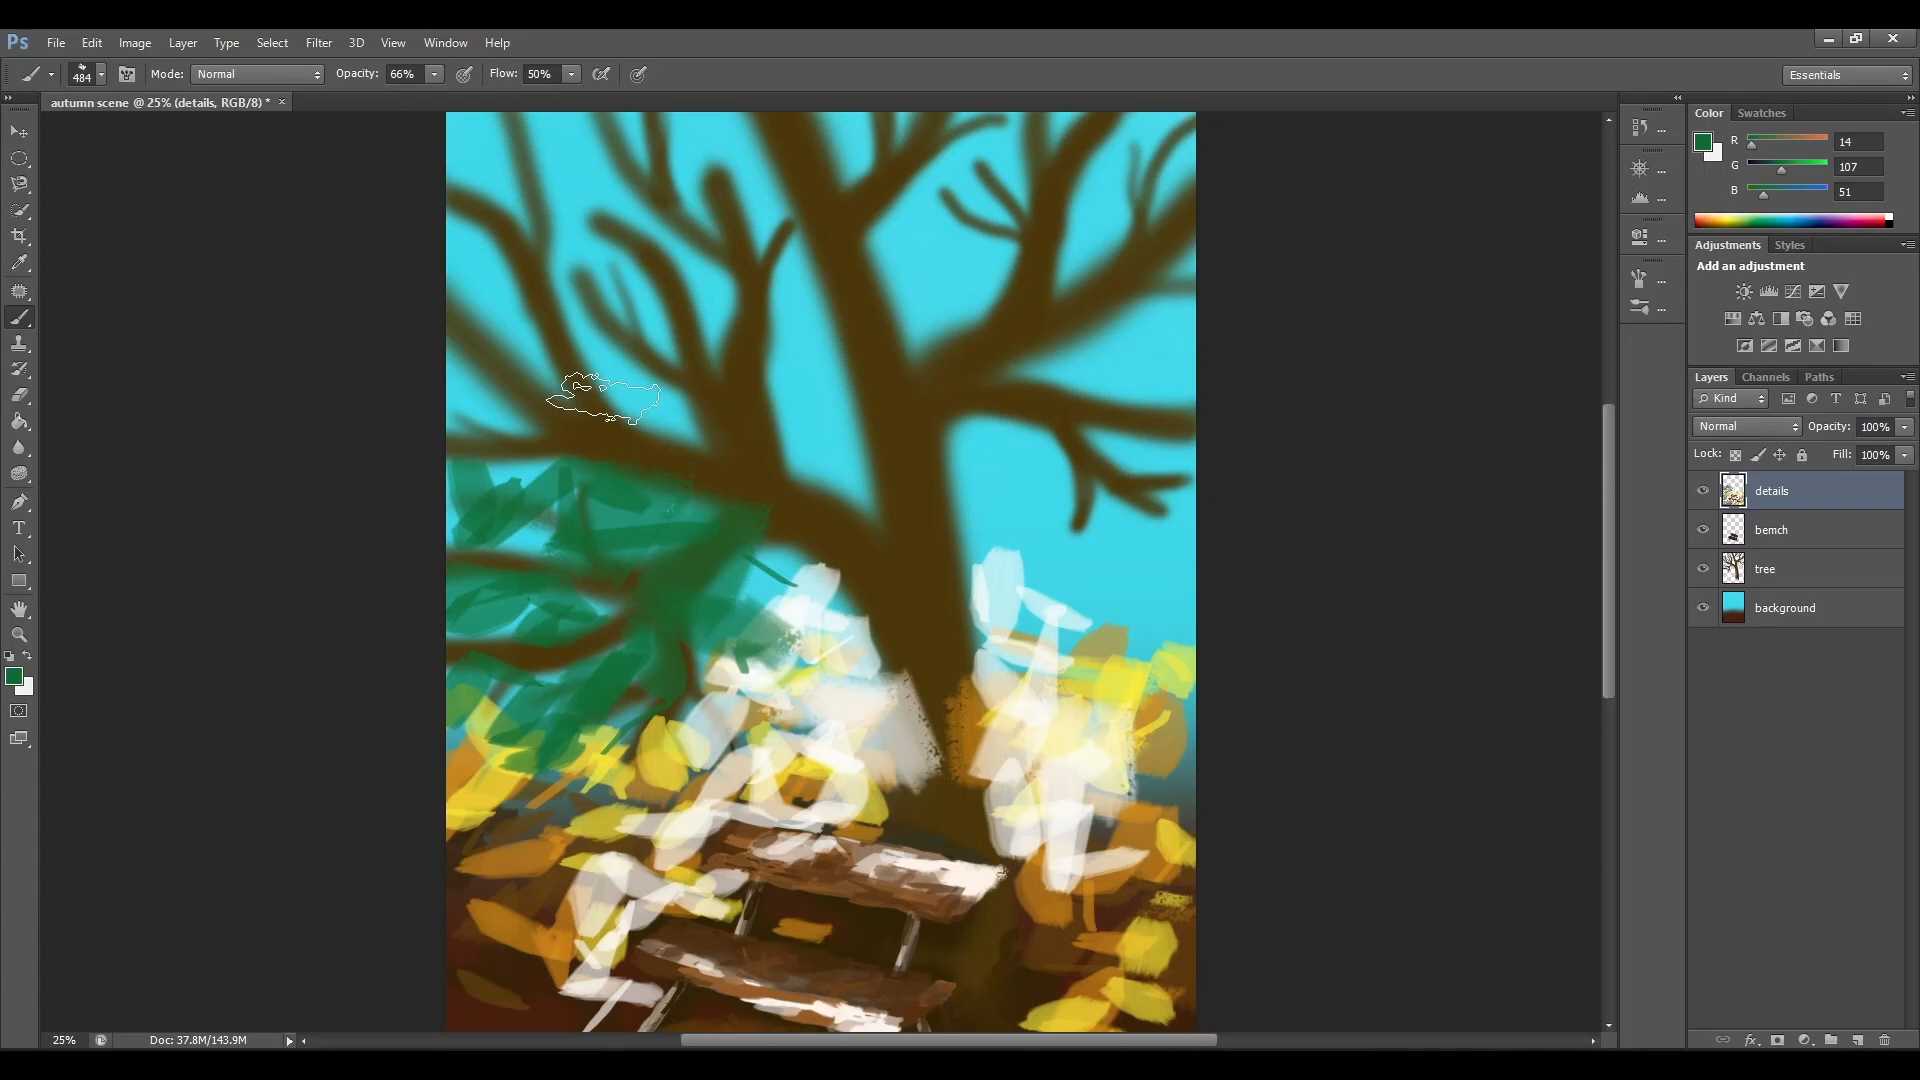 Ps File Edit Image Layer Type Select Filter 3D View Window Help
484 Mode: Normal Opacity: 66% Flow: 50% Essentials
autumn scene @ 25% (details, RGB/8) * ×
Color Swatches
R 14
G 107
B 51
Adjustments Styles
Add an adjustment
Layers Channels Paths
Kind
Normal Opacity: 100%
Lock: Fill: 100%
details
bemch
tree
background
25% Doc: 37.8M/143.9M